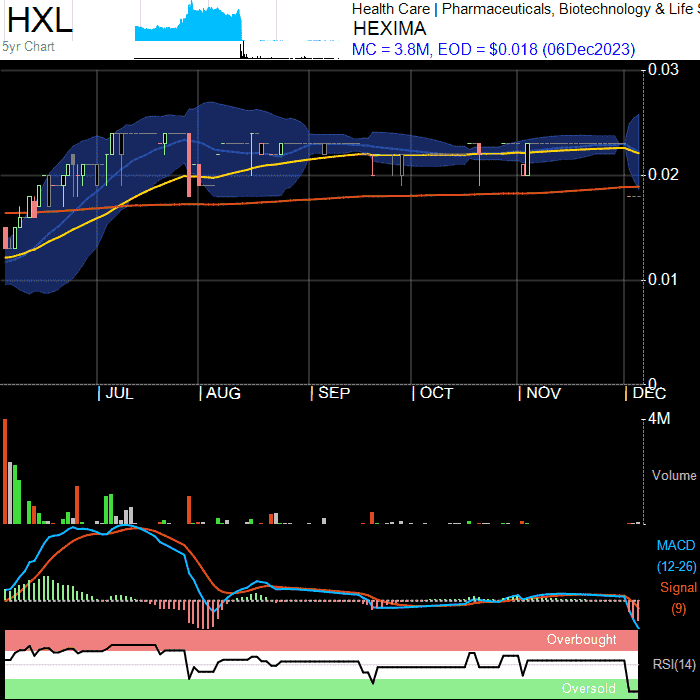 HXL
5yr Chart
Health Care | Pharmaceuticals, Biotechnology & Life S
HEXIMA
MC = 3.8M, EOD = $0.018 (06Dec2023)
0.03
0.02
0.01
0
| JUL
| AUG
| SEP
| OCT
| NOV
| DEC
4M
Volume
MACD
(12-26)
Signal
(9)
Overbought
RSI(14)
Oversold